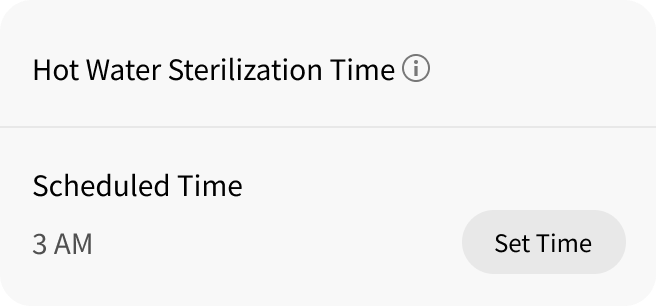 Hot Water Sterilization Time
Scheduled Time
3 AM
Set Time